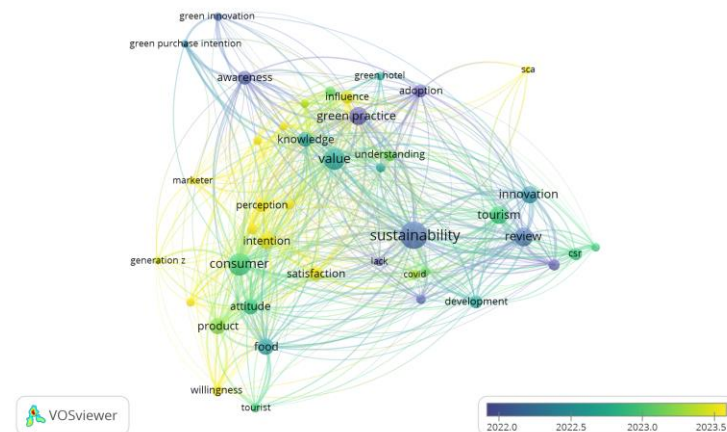 green innovation
green purchase intention
awareness
green hotel
sca
adoption
influence
green practice
knowledge
understanding
value
marketer
innovation
perception
tourism
sustainability
review
intention
csr
generation z
consumer
lack
satisfaction
covid
attitude
development
product
food
willingness
tourist
VOSviewer
2022.0 2022.5 2023.0 2023.5